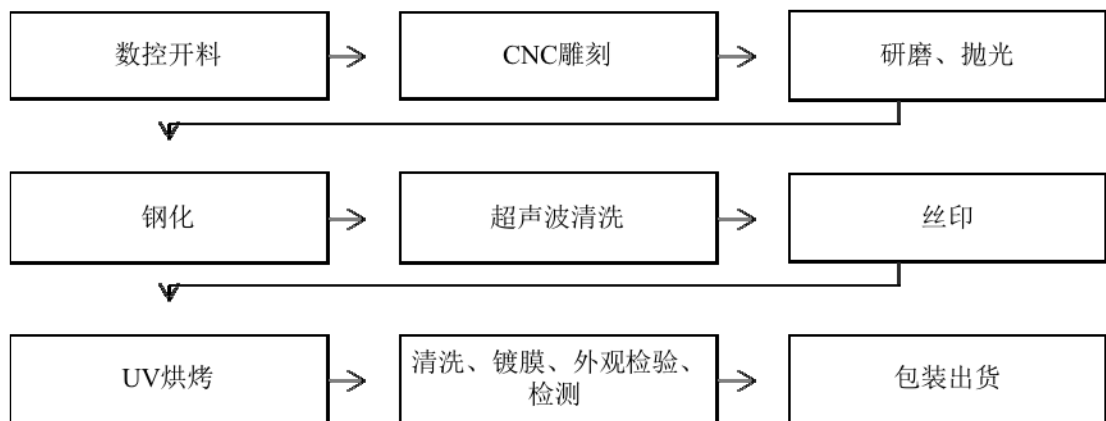 数控开料
CNC雕刻
研磨、抛光
钢化
超声波清洗
丝印
UV烘烤
清洗、镀膜、外观检验、
检测
包装出货